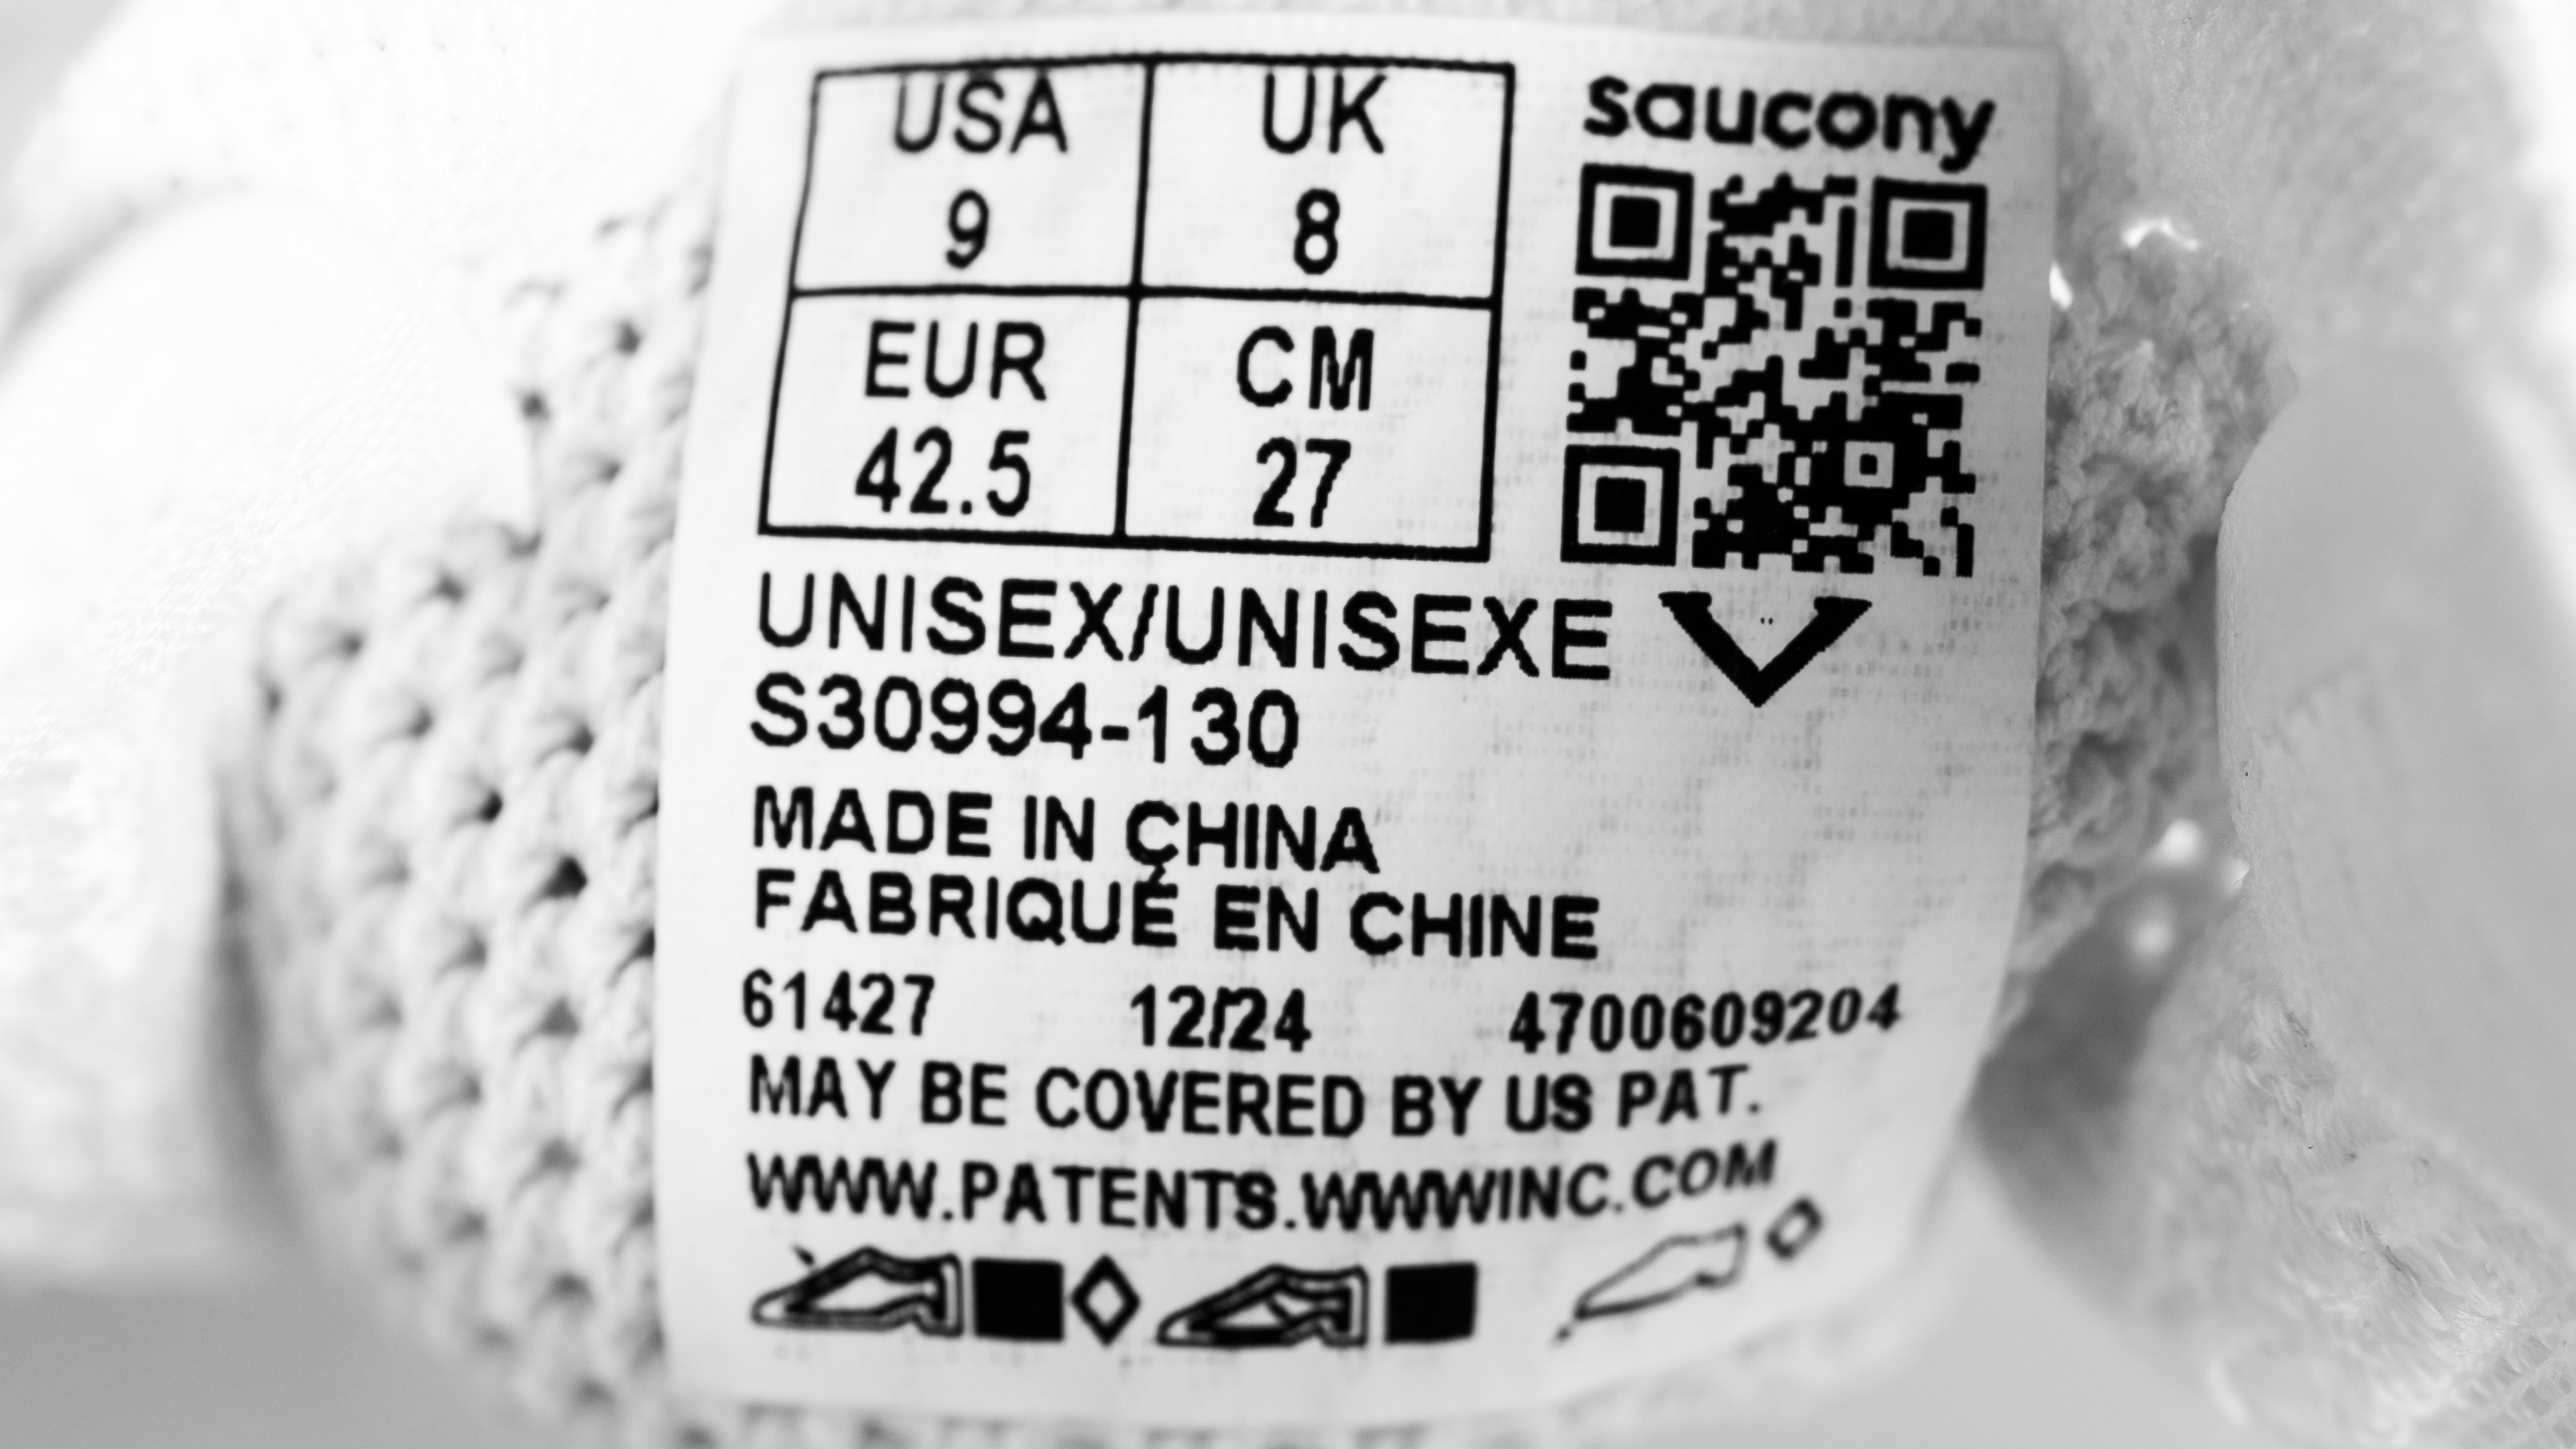 USA UK
9 8
EUR CM
42.5 27
saucony
UNISEX/UNISEXE
S30994-130
MADE IN CHINA
FABRIQUÉ EN CHINE
61427 12/24 4700609204
MAY BE COVERED BY US PAT.
WWW.PATENTS.WWWINC.COM